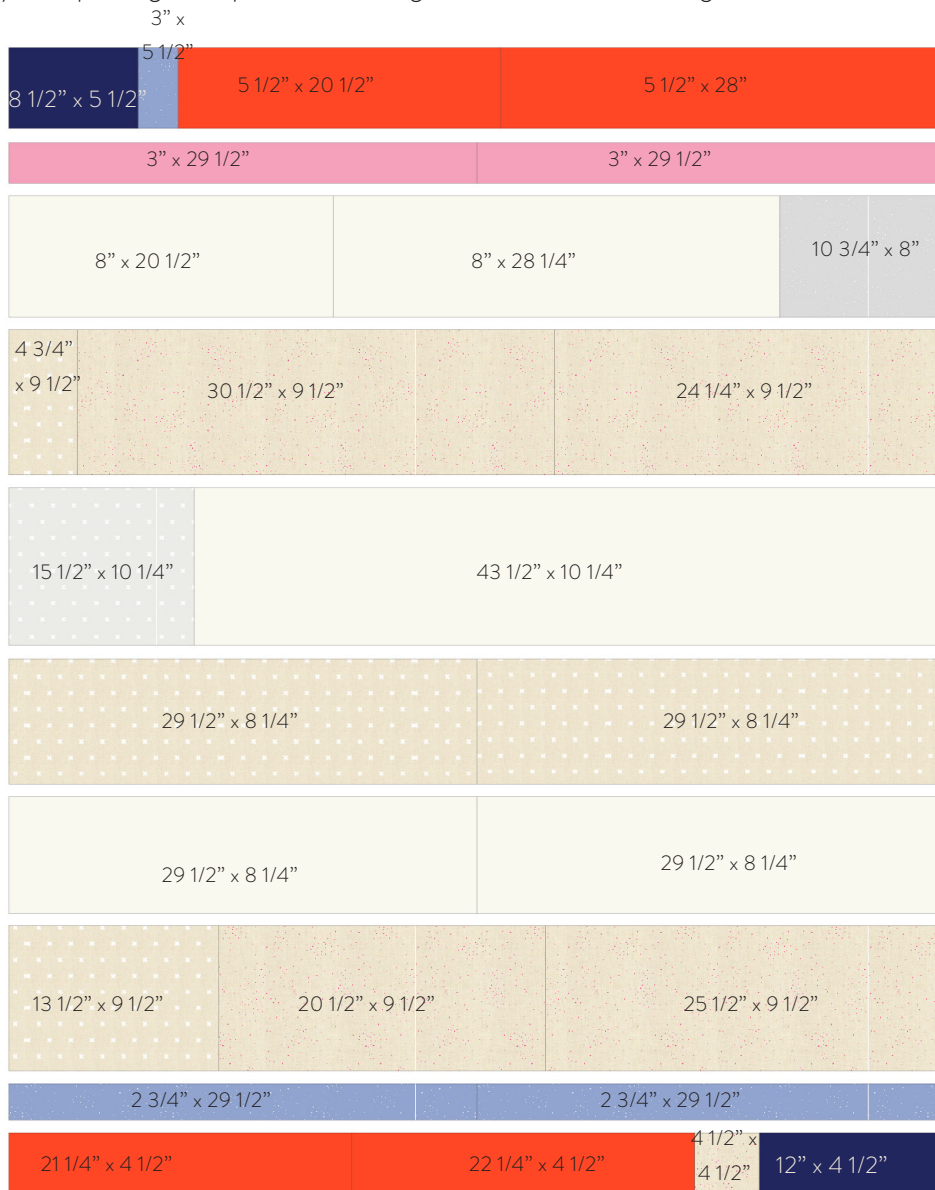 3” x
5 1/2”
8 1/2” x 5 1/2”
5 1/2” x 20 1/2”
5 1/2” x 28”
3” x 29 1/2”
3” x 29 1/2”
8” x 20 1/2”
8” x 28 1/4”
10 3/4” x 8”
4 3/4”
x 9 1/2”
30 1/2” x 9 1/2”
24 1/4” x 9 1/2”
15 1/2” x 10 1/4”
43 1/2” x 10 1/4”
29 1/2” x 8 1/4”
29 1/2” x 8 1/4”
29 1/2” x 8 1/4”
29 1/2” x 8 1/4”
13 1/2” x 9 1/2”
20 1/2” x 9 1/2”
25 1/2” x 9 1/2”
2 3/4” x 29 1/2”
2 3/4” x 29 1/2”
21 1/4” x 4 1/2”
22 1/4” x 4 1/2”
4 1/2” x
4 1/2”
12” x 4 1/2”